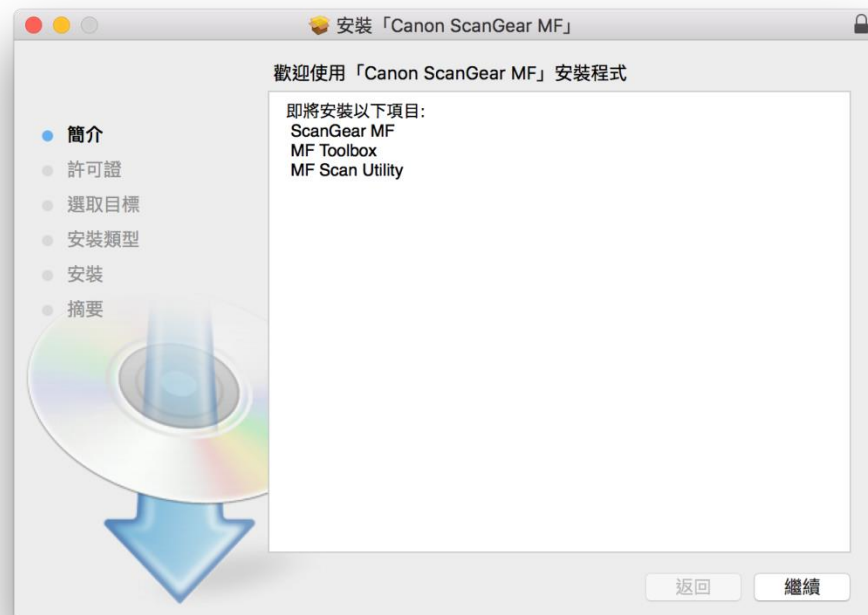 安裝「Canon ScanGear MF」
歡迎使用「Canon ScanGear MF」安裝程式
簡介
許可證
選取目標
安裝類型
安裝
摘要
即將安裝以下項目:
ScanGear MF
MF Toolbox
MF Scan Utility
返回
繼續